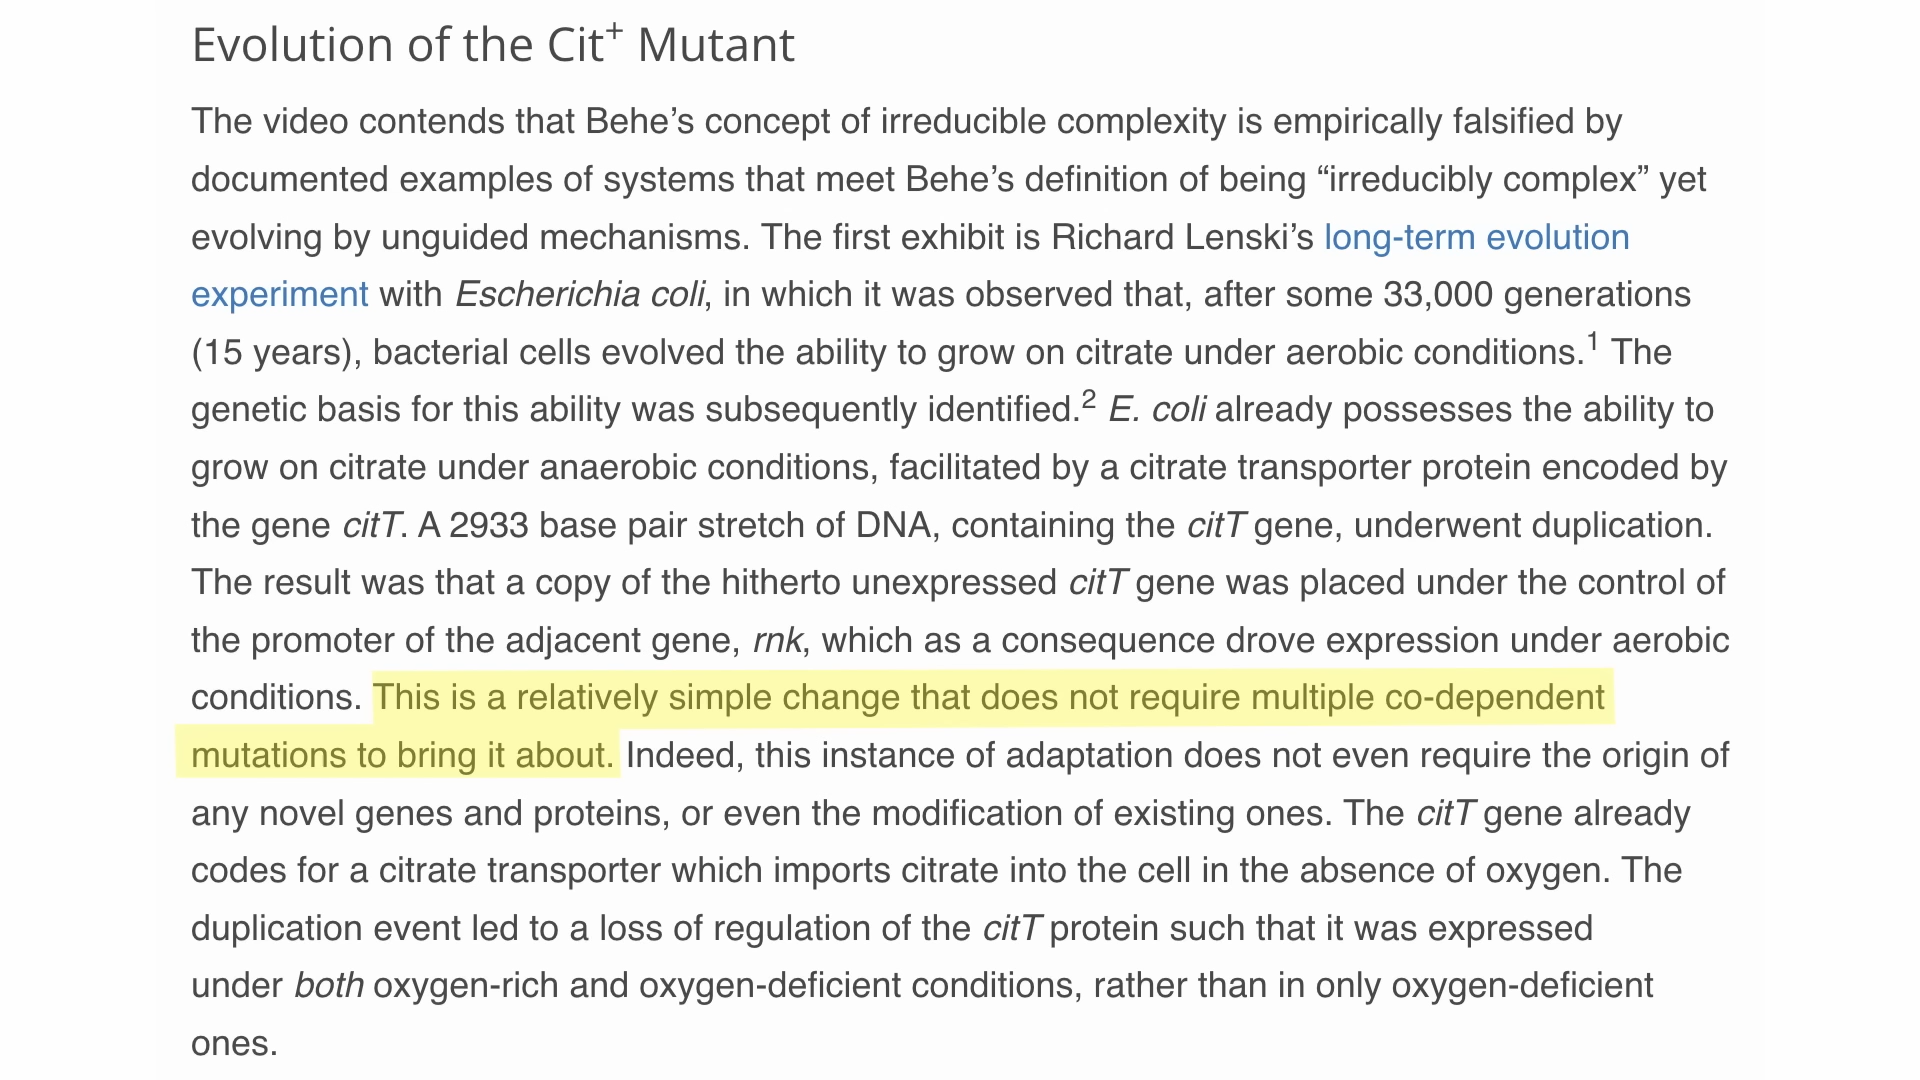 Evolution of the Cit⁺ Mutant
The video contends that Behe’s concept of irreducible complexity is empirically falsified by
documented examples of systems that meet Behe’s definition of being “irreducibly complex” yet
evolving by unguided mechanisms. The first exhibit is Richard Lenski’s long-term evolution
experiment with Escherichia coli, in which it was observed that, after some 33,000 generations
(15 years), bacterial cells evolved the ability to grow on citrate under aerobic conditions.¹ The
genetic basis for this ability was subsequently identified.² E. coli already possesses the ability to
grow on citrate under anaerobic conditions, facilitated by a citrate transporter protein encoded by
the gene citT. A 2933 base pair stretch of DNA, containing the citT gene, underwent duplication.
The result was that a copy of the hitherto unexpressed citT gene was placed under the control of
the promoter of the adjacent gene, rnk, which as a consequence drove expression under aerobic
conditions. This is a relatively simple change that does not require multiple co-dependent
mutations to bring it about. Indeed, this instance of adaptation does not even require the origin of
any novel genes and proteins, or even the modification of existing ones. The citT gene already
codes for a citrate transporter which imports citrate into the cell in the absence of oxygen. The
duplication event led to a loss of regulation of the citT protein such that it was expressed
under both oxygen-rich and oxygen-deficient conditions, rather than in only oxygen-deficient
ones.